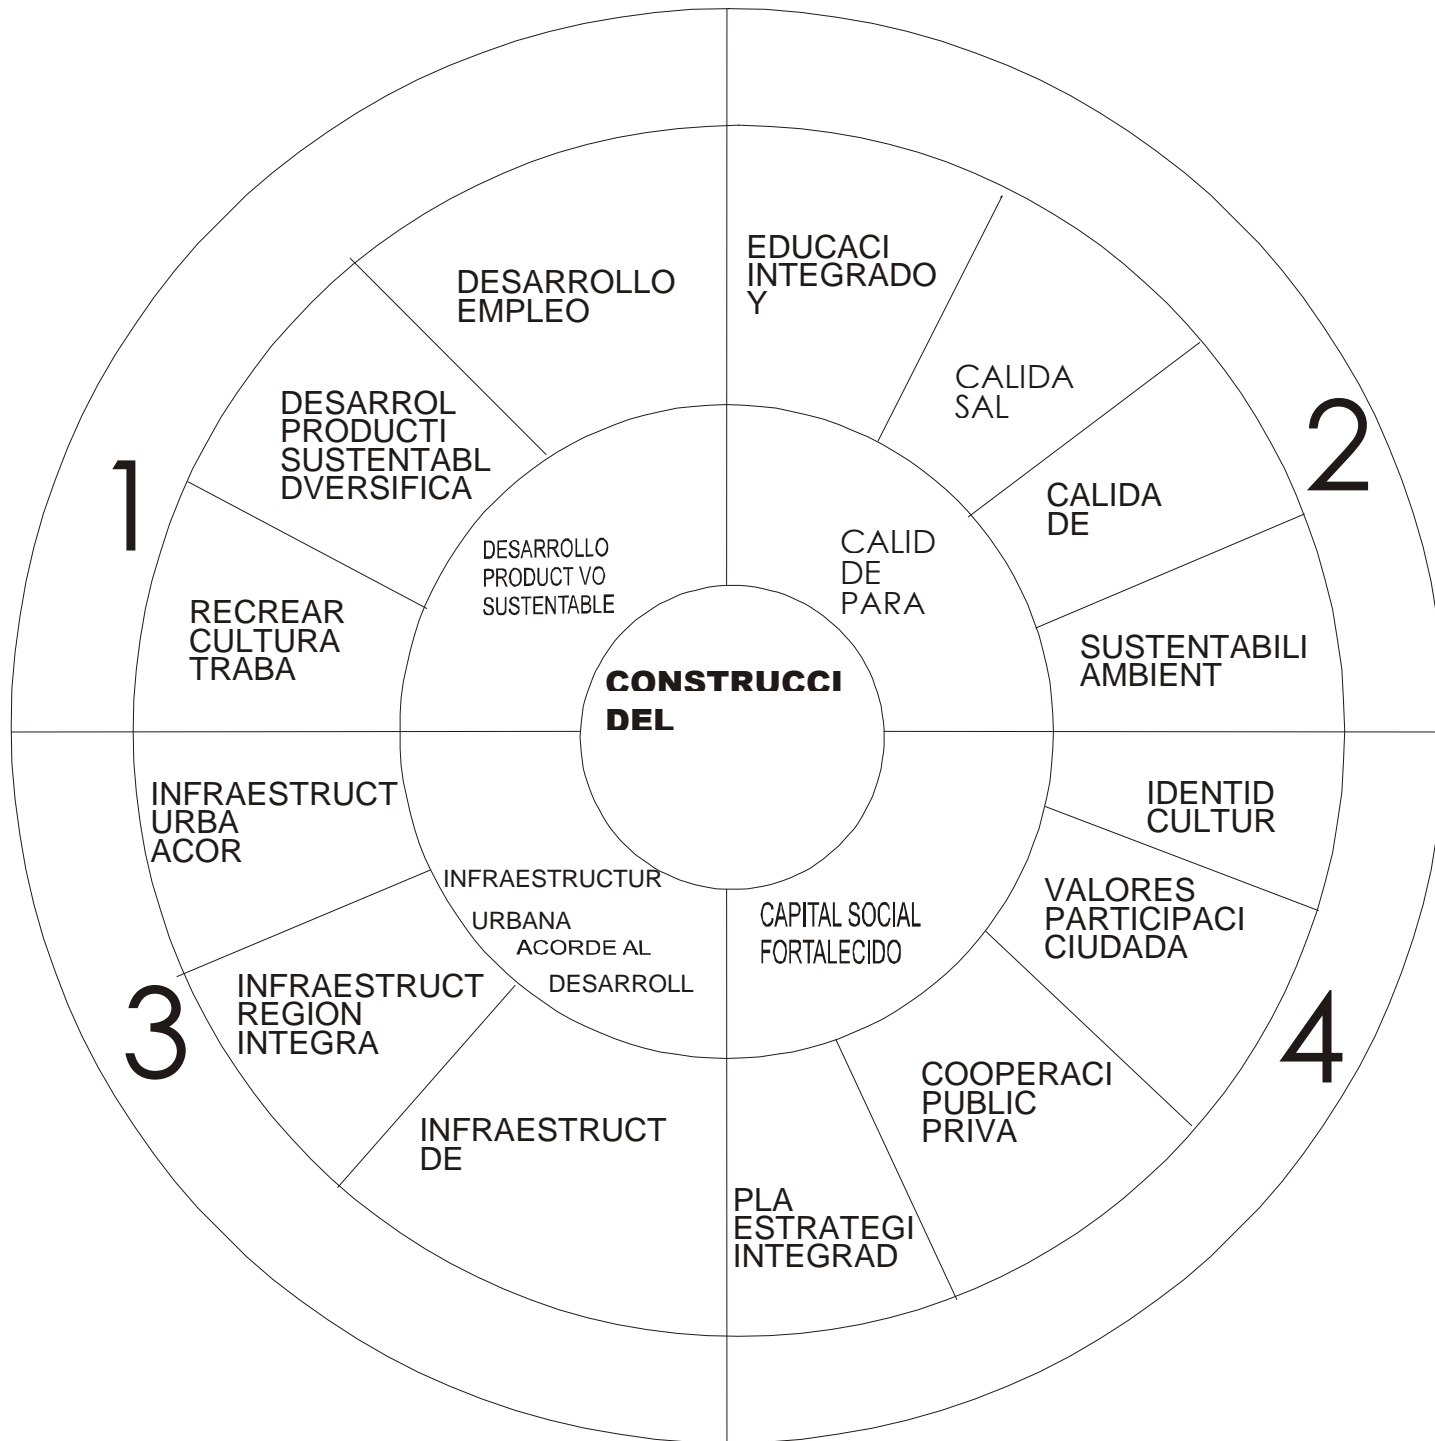 DESARROLLO
EMPLEO
EDUCACI
INTEGRADO
Y
CALIDA
SAL
DESARROL
PRODUCTI
SUSTENTABL
DVERSIFICA
1
2
CALIDA
DE
DESARROLLO
PRODUCT VO
SUSTENTABLE
CALID
DE
PARA
RECREAR
CULTURA
TRABA
SUSTENTABILI
AMBIENT
CONSTRUCCI
DEL
INFRAESTRUCT
URBA
ACOR
IDENTID
CULTUR
INFRAESTRUCTUR
URBANA
ACORDE AL
DESARROLL
CAPITAL SOCIAL
FORTALECIDO
VALORES
PARTICIPACI
CIUDADA
3
INFRAESTRUCT
REGION
INTEGRA
4
COOPERACI
PUBLIC
PRIVA
INFRAESTRUCT
DE
PLA
ESTRATEGI
INTEGRAD